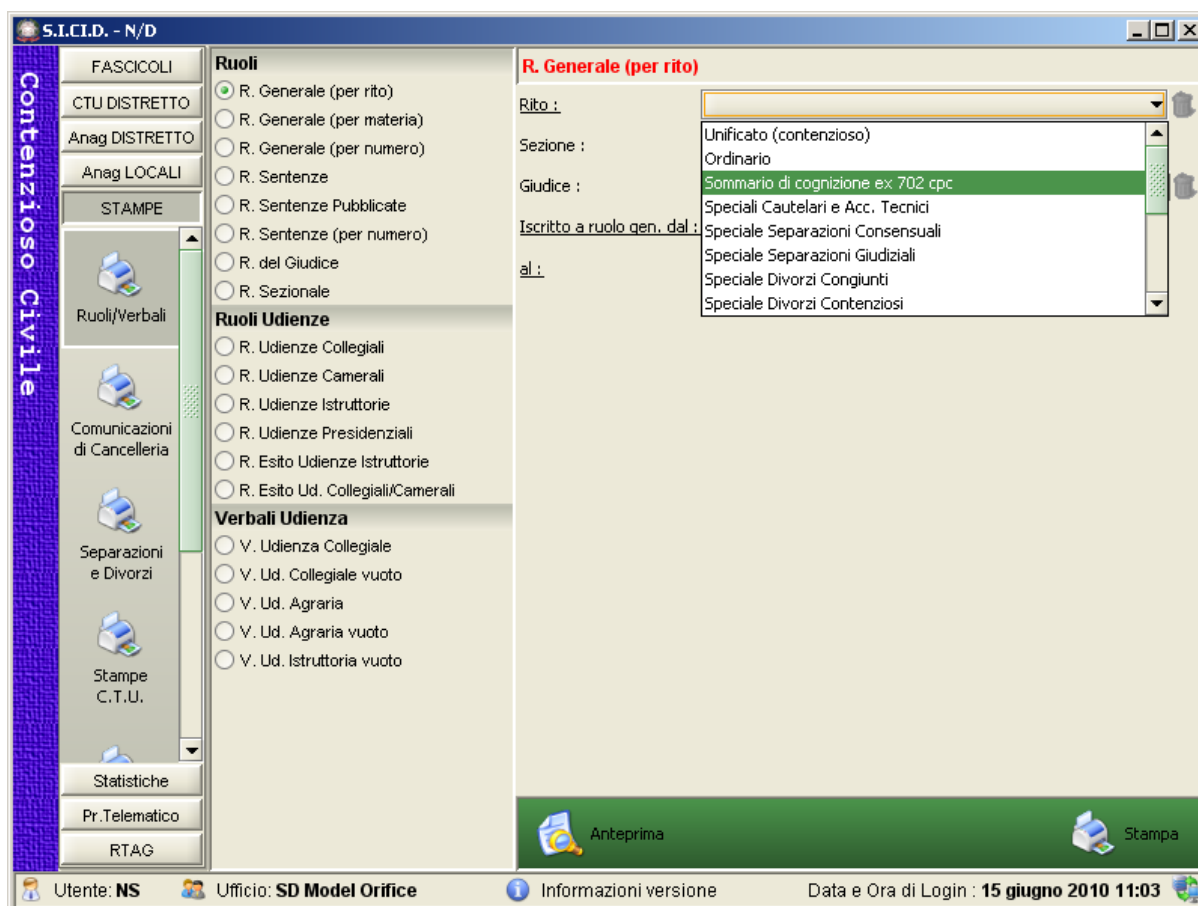 S.I.CI.D. - N/D
Contenzioso Civile
FASCICOLI
CTU DISTRETTO
Anag DISTRETTO
Anag LOCALI
STAMPE
Ruoli/Verbali
Comunicazioni
di Cancelleria
Separazioni
e Divorzi
Stampe
C.T.U.
Statistiche
Pr.Telematico
RTAG
Ruoli
R. Generale (per rito)
R. Generale (per materia)
R. Generale (per numero)
R. Sentenze
R. Sentenze Pubblicate
R. Sentenze (per numero)
R. del Giudice
R. Sezionale
Ruoli Udienze
R. Udienze Collegiali
R. Udienze Camerali
R. Udienze Istruttorie
R. Udienze Presidenziali
R. Esito Udienze Istruttorie
R. Esito Ud. Collegiali/Camerali
Verbali Udienza
V. Udienza Collegiale
V. Ud. Collegiale vuoto
V. Ud. Agraria
V. Ud. Agraria vuoto
V. Ud. Istruttoria vuoto
R. Generale (per rito)
Rito :
Sezione :
Giudice :
Iscritto a ruolo gen. dal :
al :
Unificato (contenzioso)
Ordinario
Sommario di cognizione ex 702 cpc
Speciali Cautelari e Acc. Tecnici
Speciale Separazioni Consensuali
Speciale Separazioni Giudiziali
Speciale Divorzi Congiunti
Speciale Divorzi Contenziosi
Anteprima
Stampa
Utente: NS
Ufficio: SD Model Orifice
Informazioni versione
Data e Ora di Login : 15 giugno 2010 11:03